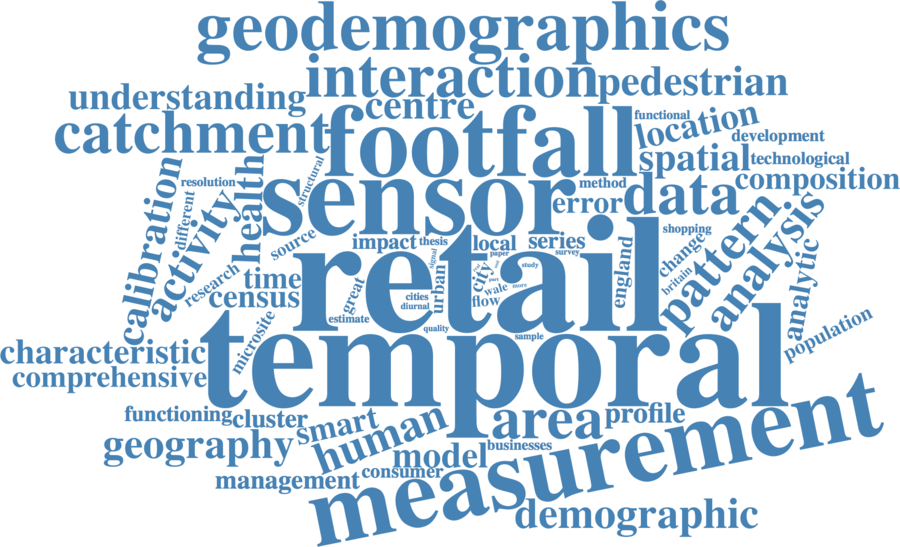 geodemographics
interaction
pedestrian
understanding
centre
functional
location
development
catchment
footfall
spatial
technological
structural
resolution
health
sensor
method
data
composition
calibration
different
activity
error
pattern
analysis
source
impact
thesis
local
series
shopping
signal
paper
survey
change
retail
research
time
great
urban
city
study
england
britain
analytic
census
cities
diurnal
flow
wale
part
more
estimate
quality
sample
population
characteristic
microsite
temporal
comprehensive
functioning
cluster
smart
human
area
profile
measurement
geography
model
businesses
consumer
management
demographic